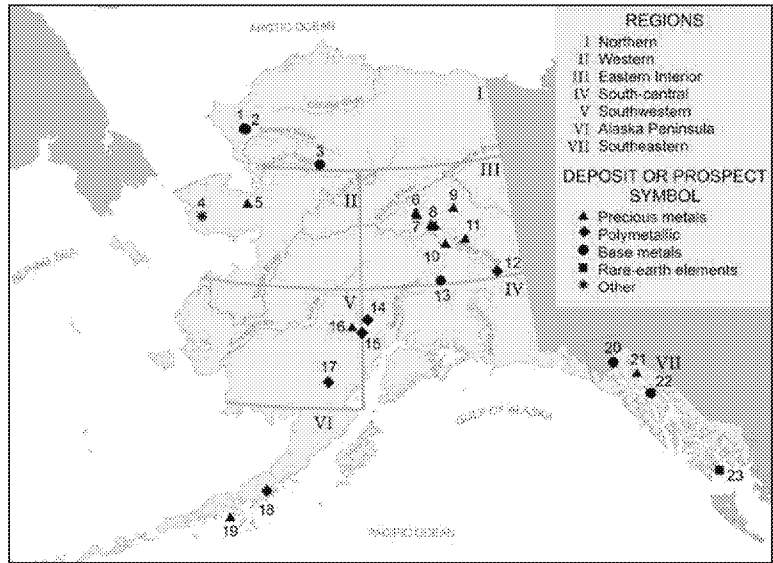 ARCTIC OCEAN
REGIONS
I Northern
II Western
III Eastern Interior
IV South-central
V Southwestern
VI Alaska Peninsula
VII Southeastern
DEPOSIT OR PROSPECT
SYMBOL
Precious metals
Polymetallic
Base metals
Rare-earth elements
Other
I
1 2
3
III
4
5
II
6
7
8
9
10
11
12
13
IV
V
14
16
15
17
VI
20
21
VII
22
GULF OF ALASKA
23
18
19
PACIFIC OCEAN